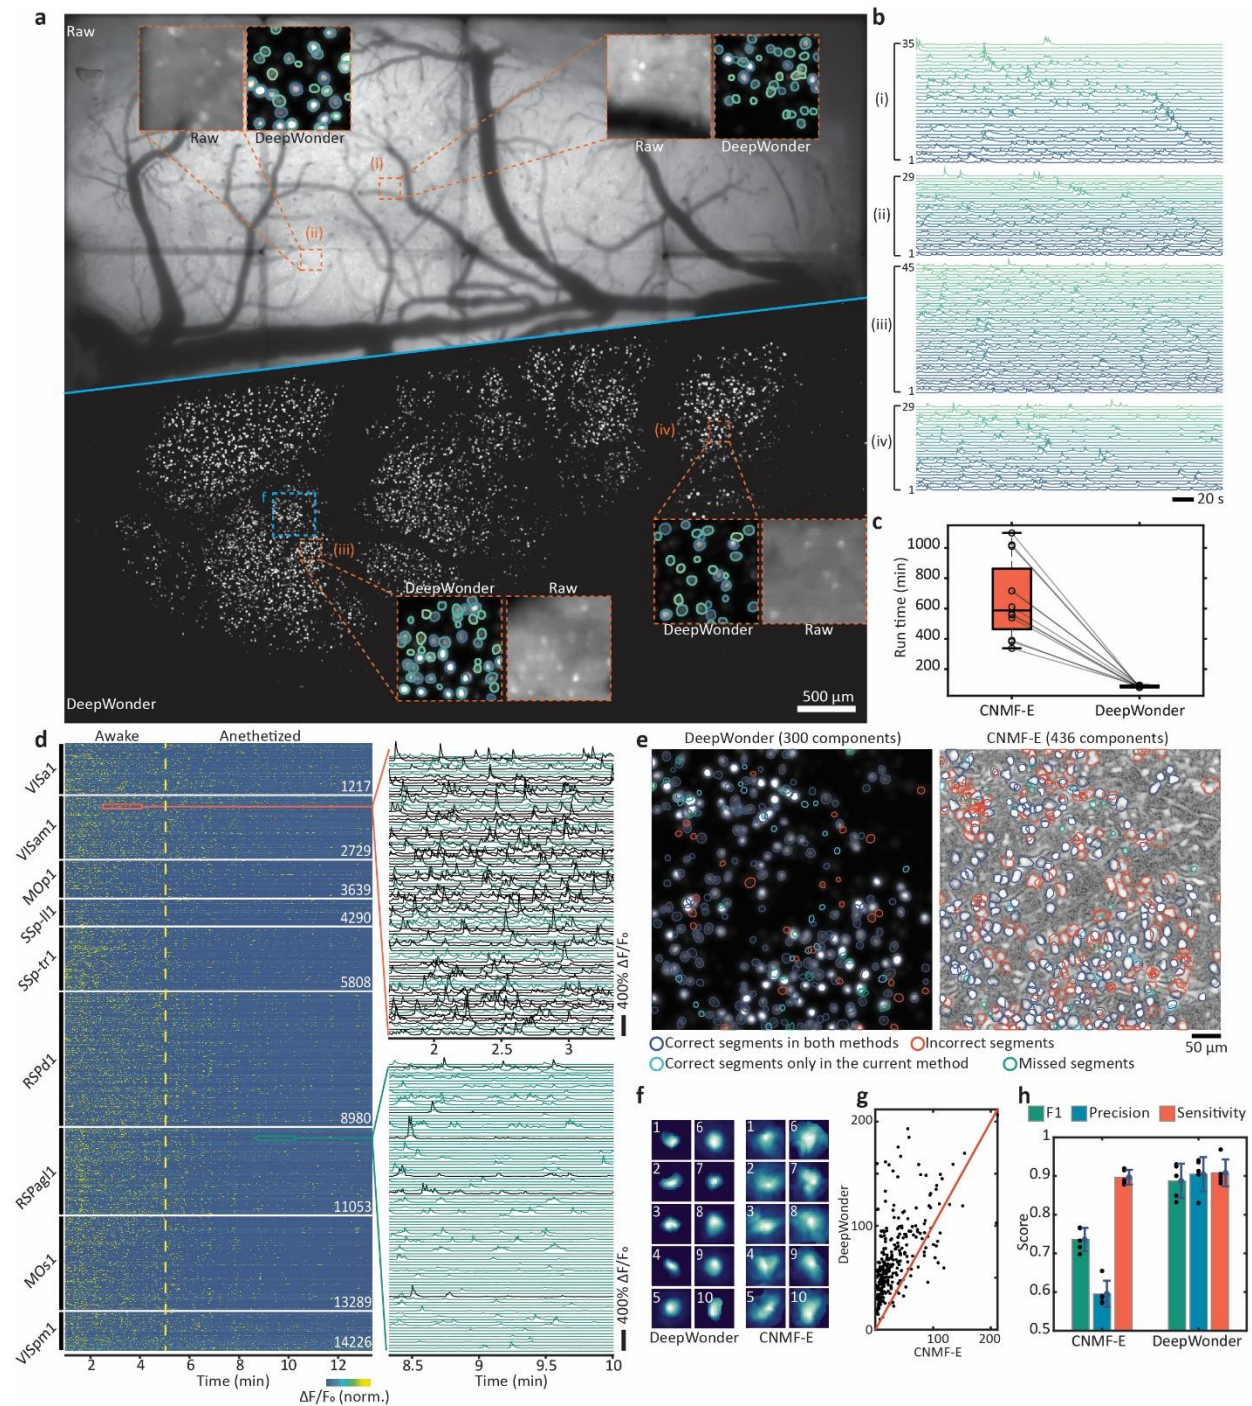 a
Raw
Raw
DeepWonder
Raw
DeepWonder
(i)
(ii)
f
(iii)
(iv)
DeepWonder
Raw
DeepWonder
Raw
500 μm
DeepWonder
b
35
(i)
1
29
(ii)
1
45
(iii)
1
29
(iv)
1
20 s
c
Run time (min)
1000
800
600
400
200
CNMF-E
DeepWonder
d
Awake
Anethetized
VISa1
1217
VISam1
2729
MOp1
3639
SSp-ll1
4290
SSp-tr1
5808
RSPd1
8980
RSPagl1
11053
MOs1
13289
VISpm1
14226
2
4
6
8
10
12
Time (min)
ΔF/F₀ (norm.)
400% ΔF/F₀
2
2.5
3
400% ΔF/F₀
8.5
9
9.5
10
Time (min)
e
DeepWonder (300 components)
CNMF-E (436 components)
Correct segments in both methods
Incorrect segments
Correct segments only in the current method
Missed segments
50 μm
f
1
6
2
7
3
8
4
9
5
10
DeepWonder
1
6
2
7
3
8
4
9
5
10
CNMF-E
g
DeepWonder
200
100
0
0
100
200
CNMF-E
h
F1
Precision
Sensitivity
Score
1
0.9
0.8
0.7
0.6
0.5
CNMF-E
DeepWonder